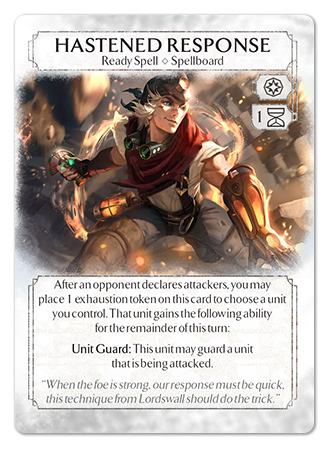 HASTENED RESPONSE
Ready Spell ⬦ Spellboard
1
After an opponent declares attackers, you may
place 1 exhaustion token on this card to choose a unit
you control. That unit gains the following ability
for the remainder of this turn:
Unit Guard: This unit may guard a unit
that is being attacked.
“When the foe is strong, our response must be quick,
this technique from Lordswall should do the trick.”